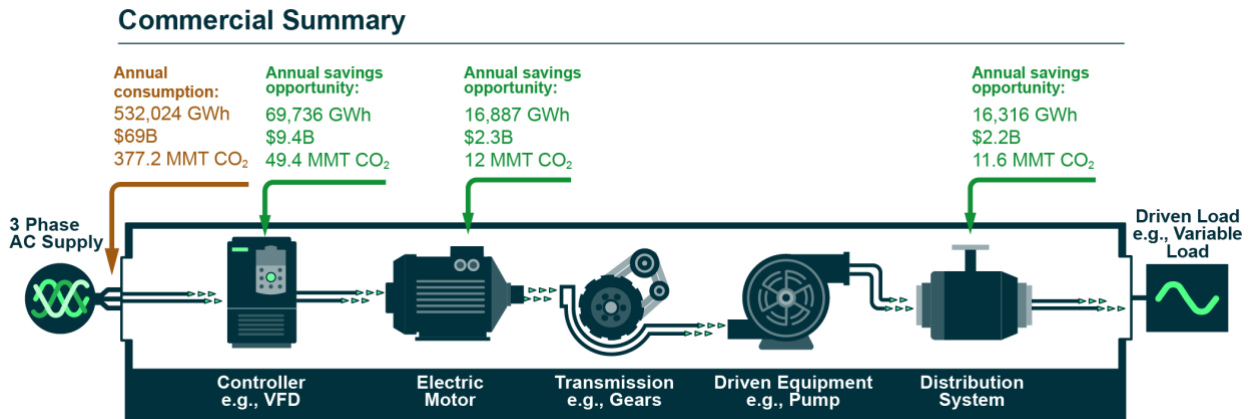 Commercial Summary
Annual
consumption:
532,024 GWh
$69B
377.2 MMT CO₂
Annual savings
opportunity:
69,736 GWh
$9.4B
49.4 MMT CO₂
Annual savings
opportunity:
16,887 GWh
$2.3B
12 MMT CO₂
Annual savings
opportunity:
16,316 GWh
$2.2B
11.6 MMT CO₂
3 Phase
AC Supply
Driven Load
e.g., Variable
Load
Controller
e.g., VFD
Electric
Motor
Transmission
e.g., Gears
Driven Equipment
e.g., Pump
Distribution
System